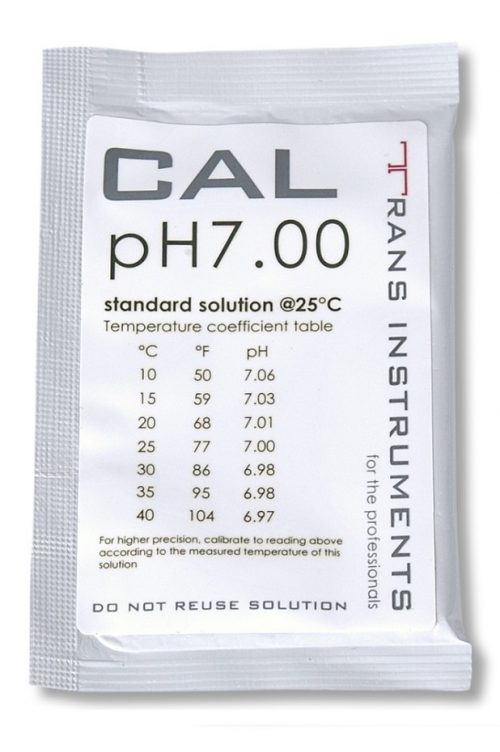 CAL
pH7.00
standard solution @25°C
Temperature coefficient table
°C °F pH
10 50 7.06
15 59 7.03
20 68 7.01
25 77 7.00
30 86 6.98
35 95 6.98
40 104 6.97
For higher precision, calibrate to reading above
according to the measured temperature of this
solution
DO NOT REUSE SOLUTION
TRANS INSTRUMENTS
for the professionals